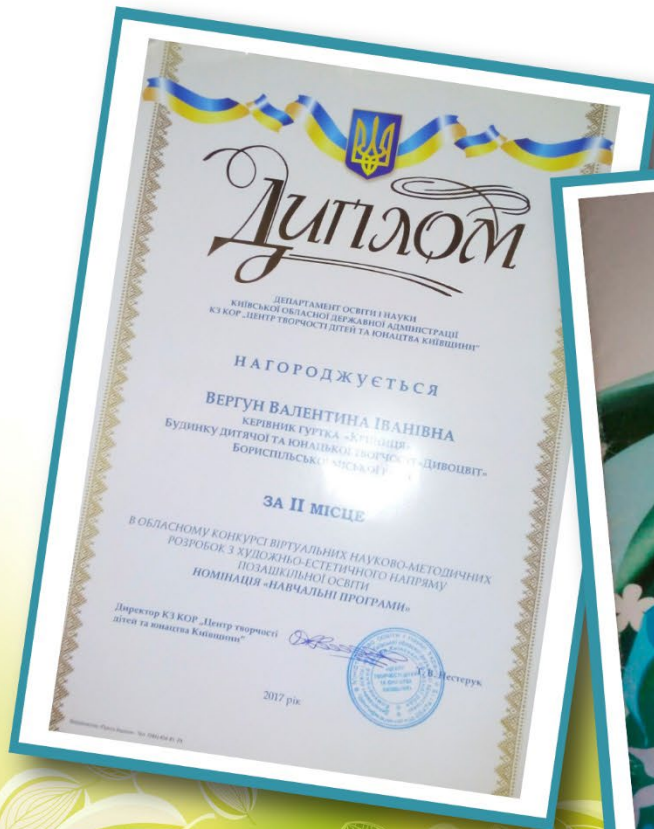 Диплом
ДЕПАРТАМЕНТ ОСВІТИ І НАУКИ
КИЇВСЬКОЇ ОБЛАСНОЇ ДЕРЖАВНОЇ АДМІНІСТРАЦІЇ
КЗ КОР „ЦЕНТР ТВОРЧОСТІ ДІТЕЙ ТА ЮНАЦТВА КИЇВЩИНИ"
НАГОРОДЖУЄТЬСЯ
ВЕРГУН ВАЛЕНТИНА ІВАНІВНА
КЕРІВНИК ГУРТКА
БУДИНКУ ДИТЯЧОЇ ТА ЮНАЦЬКОЇ ТВОРЧОСТІ «ДИВОЦВІТ»
БОРИСПІЛЬСЬКОЇ МІСЬКОЇ
ЗА II МІСЦЕ
В ОБЛАСНОМУ КОНКУРСІ ВІРТУАЛЬНИХ НАУКОВО-МЕТОДИЧНИХ
РОЗРОБОК З ХУДОЖНЬО-ЕСТЕТИЧНОГО НАПРЯМУ
ПОЗАШКІЛЬНОЇ ОСВІТИ
НОМІНАЦІЯ «НАВЧАЛЬНІ ПРОГРАМИ»
Директор КЗ КОР „Центр творчості
дітей та юнацтва Київщини"
В. Нестерук
2017 рік